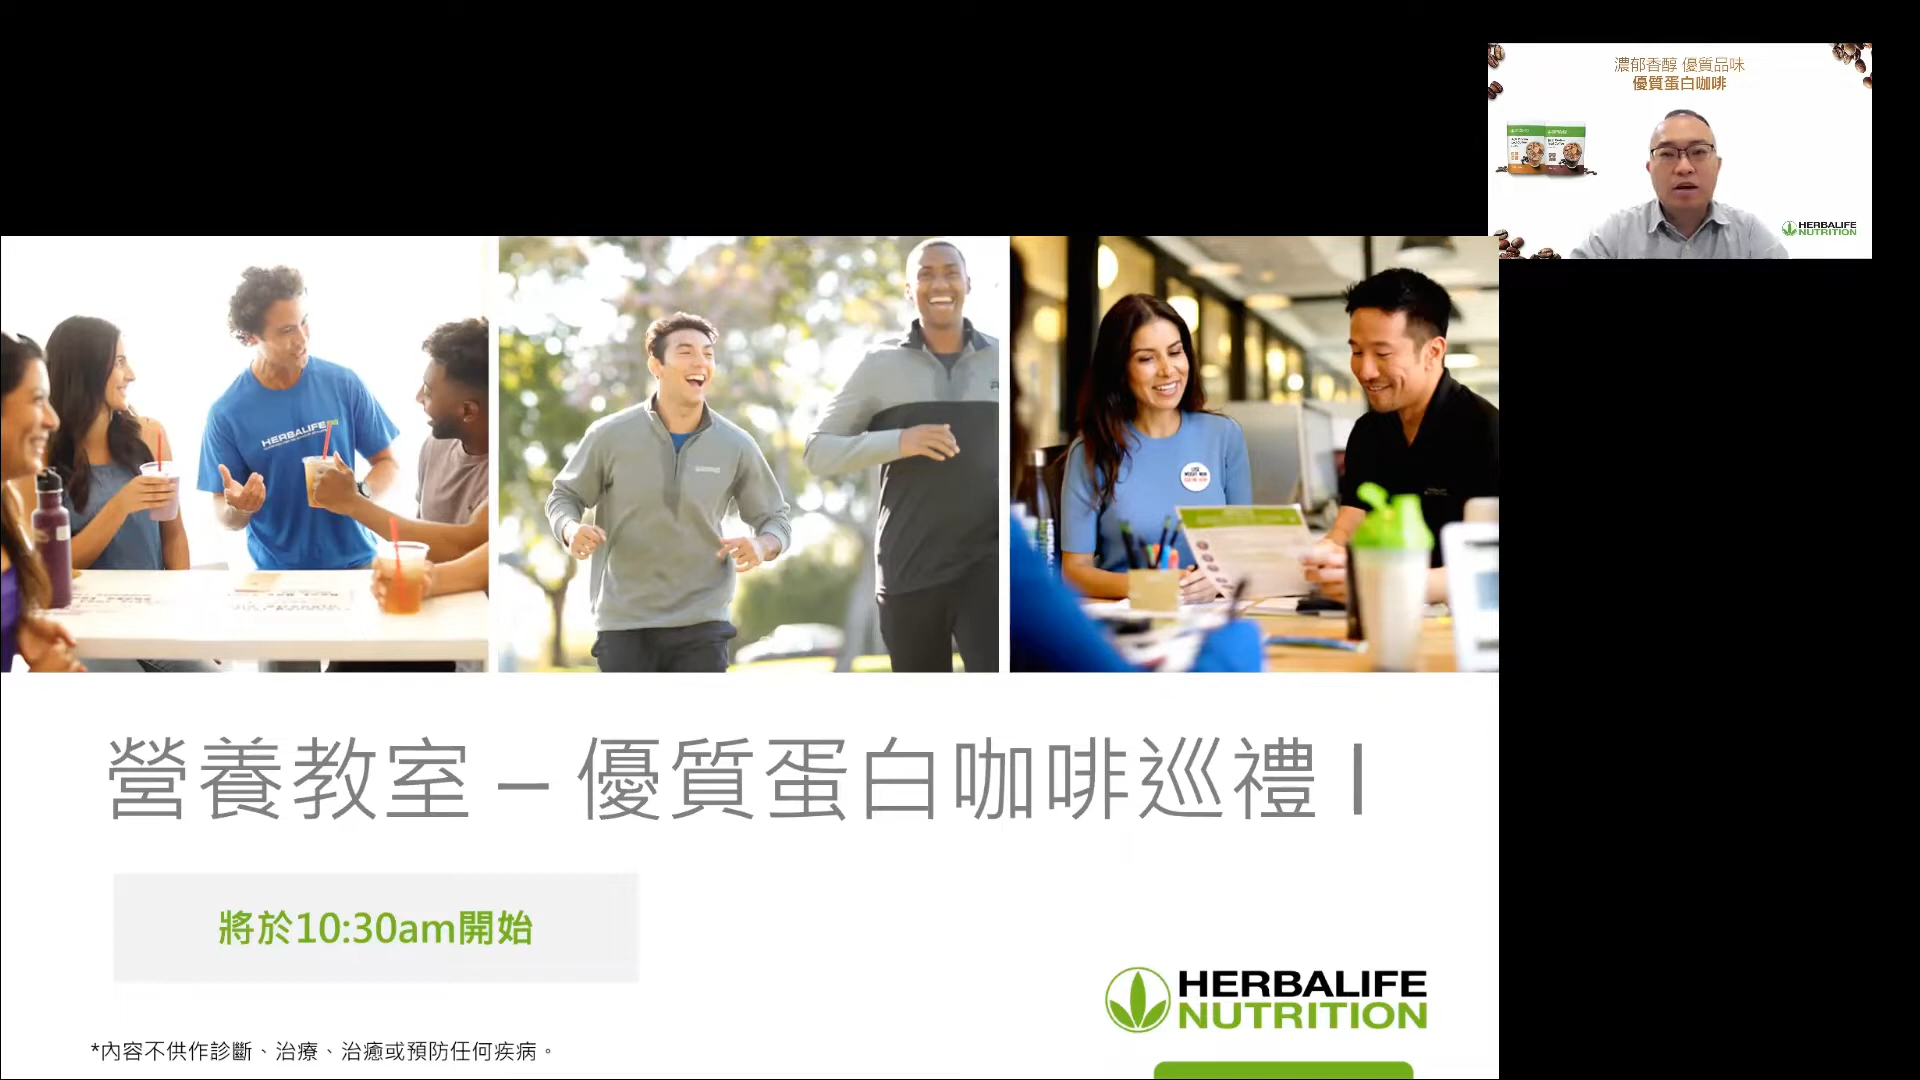 濃郁香醇 優質品味
優質蛋白咖啡
HERBALIFE
NUTRITION
HERBALIFE
營養教室 – 優質蛋白咖啡巡禮 I
將於10:30am開始
HERBALIFE
NUTRITION
*內容不供作診斷、治療、治癒或預防任何疾病。